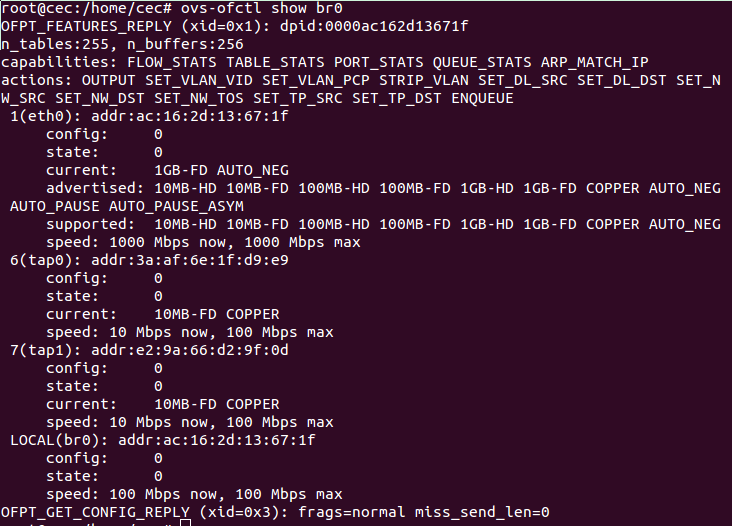 root@cec:/home/cec# ovs-ofctl show br0
OFPT_FEATURES_REPLY (xid=0x1): dpid:0000ac162d13671f
n_tables:255, n_buffers:256
capabilities: FLOW_STATS TABLE_STATS PORT_STATS QUEUE_STATS ARP_MATCH_IP
actions: OUTPUT SET_VLAN_VID SET_VLAN_PCP STRIP_VLAN SET_DL_SRC SET_DL_DST SET_N
W_SRC SET_NW_DST SET_NW_TOS SET_TP_SRC SET_TP_DST ENQUEUE
 1(eth0): addr:ac:16:2d:13:67:1f
     config:     0
     state:      0
     current:    1GB-FD AUTO_NEG
     advertised: 10MB-HD 10MB-FD 100MB-HD 100MB-FD 1GB-HD 1GB-FD COPPER AUTO_NEG
 AUTO_PAUSE AUTO_PAUSE_ASYM
     supported:  10MB-HD 10MB-FD 100MB-HD 100MB-FD 1GB-HD 1GB-FD COPPER AUTO_NEG
     speed: 1000 Mbps now, 1000 Mbps max
 6(tap0): addr:3a:af:6e:1f:d9:e9
     config:     0
     state:      0
     current:    10MB-FD COPPER
     speed: 10 Mbps now, 100 Mbps max
 7(tap1): addr:e2:9a:66:d2:9f:0d
     config:     0
     state:      0
     current:    10MB-FD COPPER
     speed: 10 Mbps now, 100 Mbps max
 LOCAL(br0): addr:ac:16:2d:13:67:1f
     config:     0
     state:      0
     speed: 100 Mbps now, 100 Mbps max
OFPT_GET_CONFIG_REPLY (xid=0x3): frags=normal miss_send_len=0